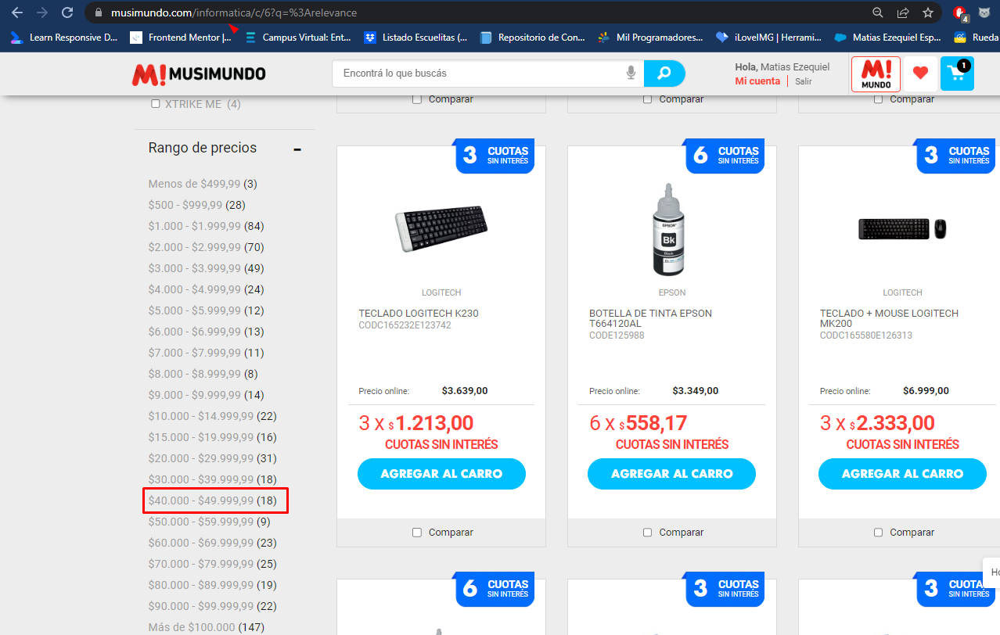 musimundo.com/informatica/c/6?q=%3Arelevance
4
Learn Responsive D... Frontend Mentor |... Campus Virtual: Ent... Listado Escuelitas (... Repositorio de Con... Mil Programadores... iLoveIMG | Herrami... Matias Ezequiel Esp... Rueda
M! MUSIMUNDO
Encontrá lo que buscás
Hola, Matias Ezequiel
Mi cuenta | Salir
M!
MUNDO
1
XTRIKE ME (4)
Comparar Comparar Comparar
Rango de precios -
Menos de $499,99 (3)
$500 - $999,99 (28)
$1.000 - $1.999,99 (84)
$2.000 - $2.999,99 (70)
$3.000 - $3.999,99 (49)
$4.000 - $4.999,99 (24)
$5.000 - $5.999,99 (12)
$6.000 - $6.999,99 (13)
$7.000 - $7.999,99 (11)
$8.000 - $8.999,99 (8)
$9.000 - $9.999,99 (14)
$10.000 - $14.999,99 (22)
$15.000 - $19.999,99 (16)
$20.000 - $29.999,99 (31)
$30.000 - $39.999,99 (18)
$40.000 - $49.999,99 (18)
$50.000 - $59.999,99 (9)
$60.000 - $69.999,99 (23)
$70.000 - $79.999,99 (25)
$80.000 - $89.999,99 (19)
$90.000 - $99.999,99 (22)
Más de $100.000 (147)
3 CUOTAS
SIN INTERÉS
LOGITECH
TECLADO LOGITECH K230
CODC165232E123742
Precio online: $3.639,00
3 x $1.213,00
CUOTAS SIN INTERÉS
AGREGAR AL CARRO
Comparar
6 CUOTAS
SIN INTERÉS
EPSON
Bk
Black
EPSON
BOTELLA DE TINTA EPSON
T664120AL
CODE125988
Precio online: $3.349,00
6 x $558,17
CUOTAS SIN INTERÉS
AGREGAR AL CARRO
Comparar
3 CUOTAS
SIN INTERÉS
LOGITECH
TECLADO + MOUSE LOGITECH
MK200
CODC165580E126313
Precio online: $6.999,00
3 x $2.333,00
CUOTAS SIN INTERÉS
AGREGAR AL CARRO
Comparar
6 CUOTAS
SIN INTERÉS
3 CUOTAS
SIN INTERÉS
3 CUOTA
SIN INTERÉS
Ho